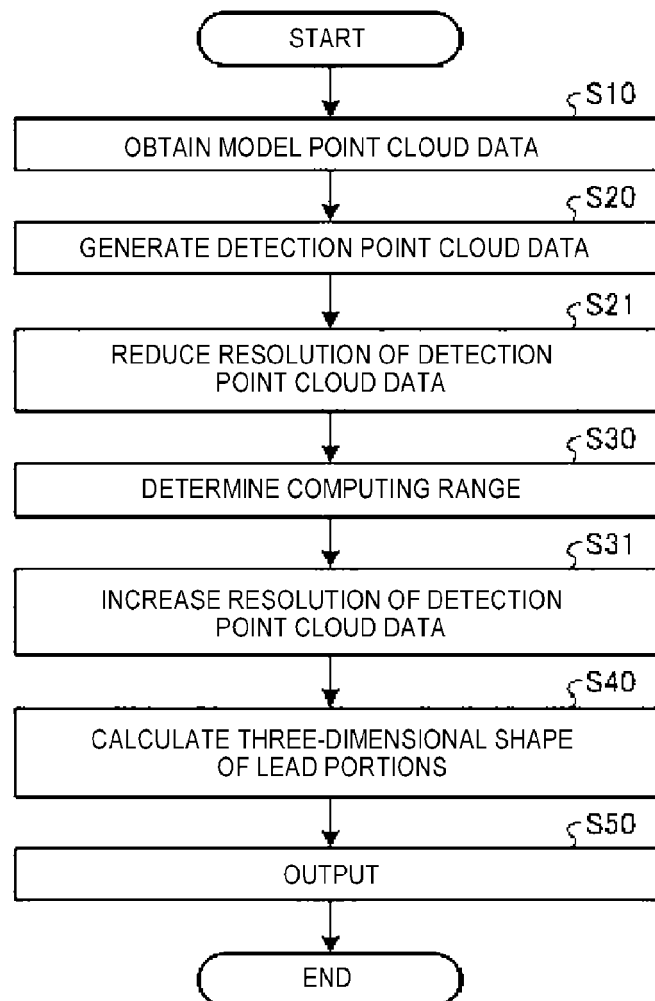 START
S10
OBTAIN MODEL POINT CLOUD DATA
S20
GENERATE DETECTION POINT CLOUD DATA
S21
REDUCE RESOLUTION OF DETECTION
POINT CLOUD DATA
S30
DETERMINE COMPUTING RANGE
S31
INCREASE RESOLUTION OF DETECTION
POINT CLOUD DATA
S40
CALCULATE THREE-DIMENSIONAL SHAPE
OF LEAD PORTIONS
S50
OUTPUT
END